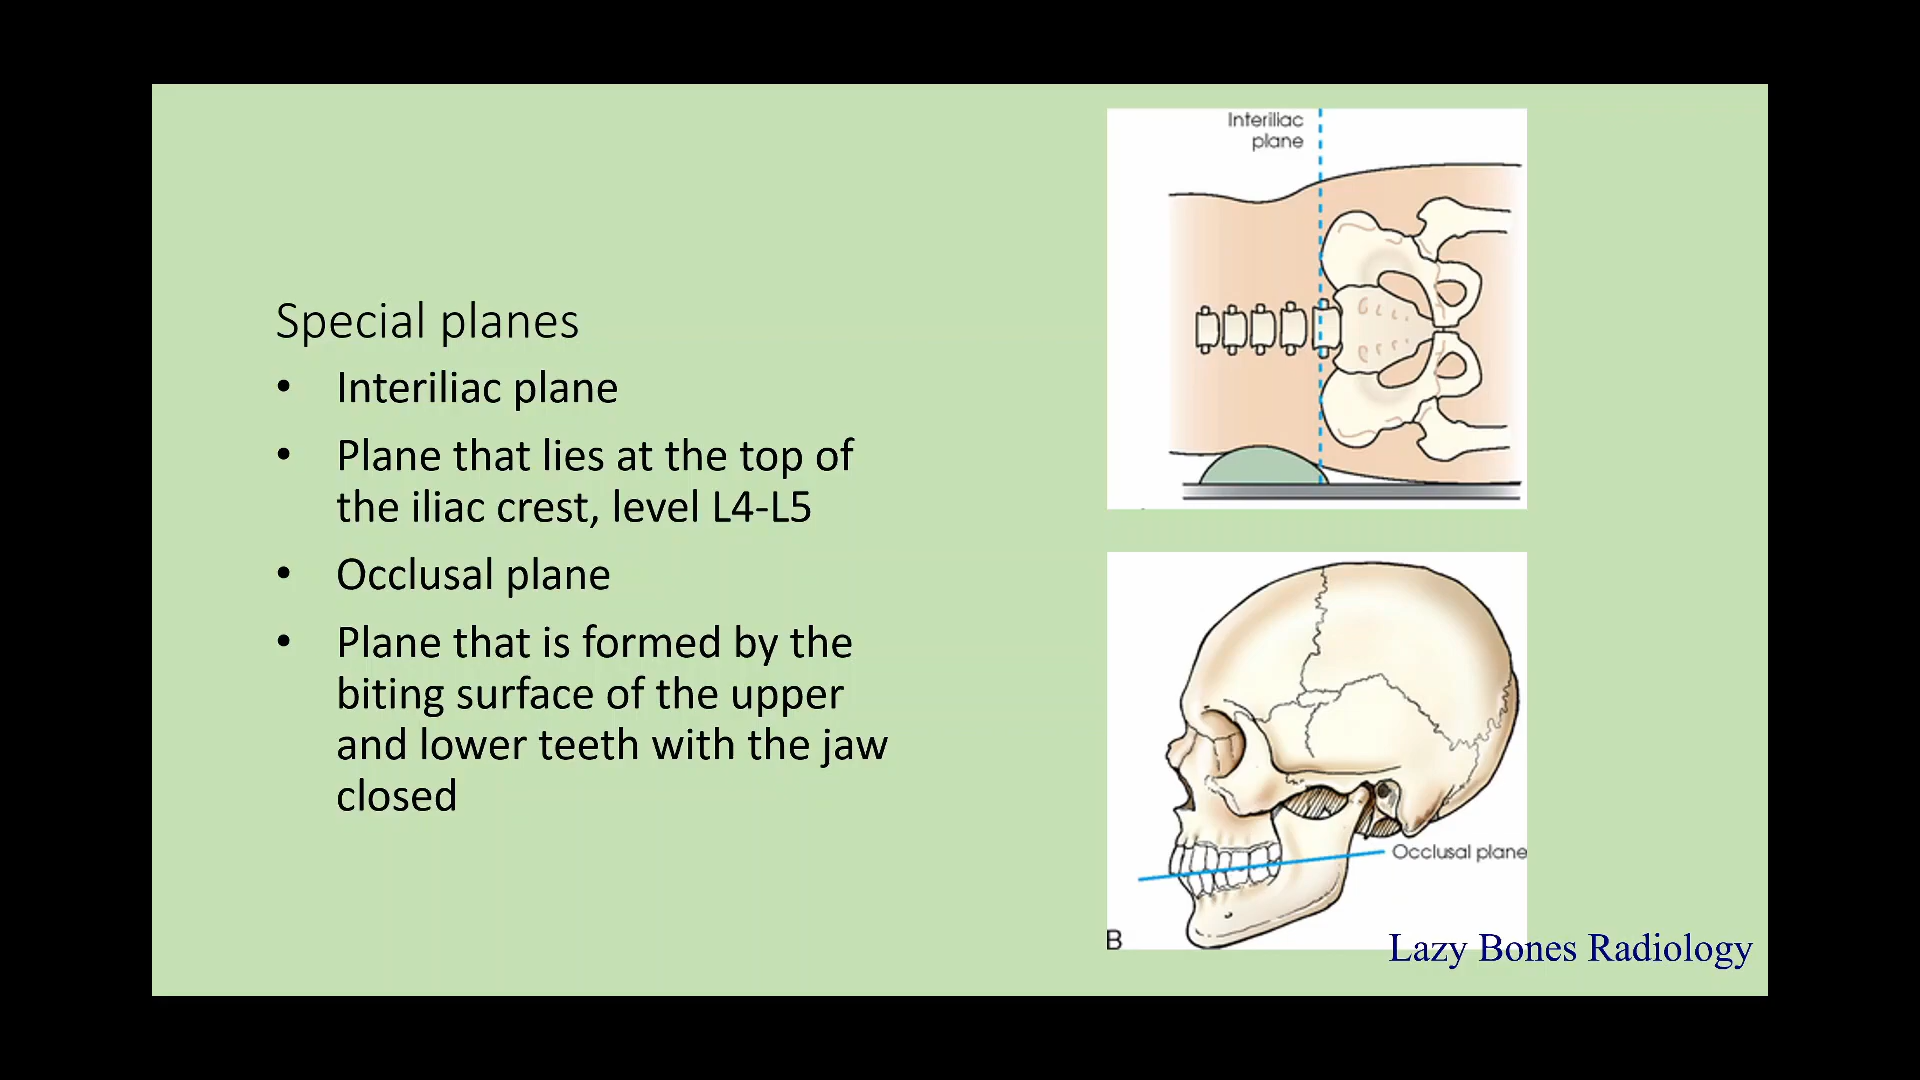 Special planes
• Interiliac plane
• Plane that lies at the top of
the iliac crest, level L4-L5
• Occlusal plane
• Plane that is formed by the
biting surface of the upper
and lower teeth with the jaw
closed
Interiliac
plane
Occlusal plane
B
Lazy Bones Radiology